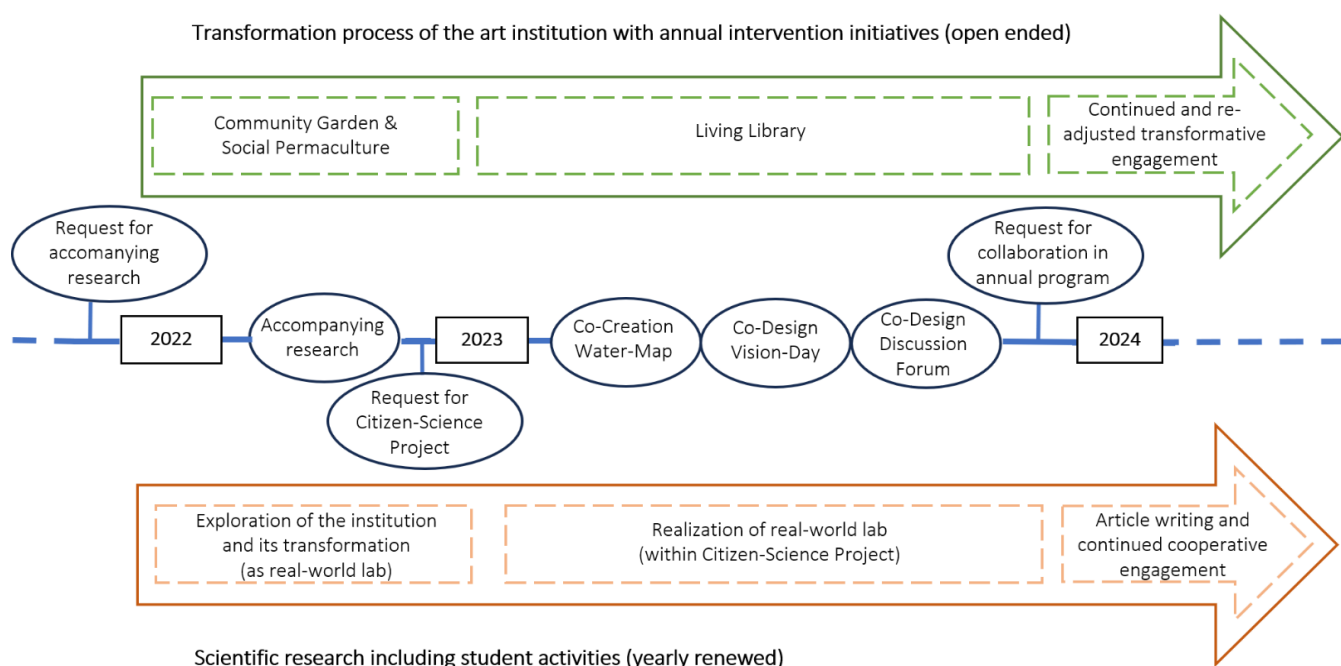 Transformation process of the art institution with annual intervention initiatives (open ended)
Community Garden &
Social Permaculture
Living Library
Continued and re-
adjusted transformative
engagement
Request for
accomanying
research
Request for
collaboration in
annual program
2022
Accompanying
research
2023
Co-Creation
Water-Map
Co-Design
Vision-Day
Co-Design
Discussion
Forum
2024
Request for
Citizen-Science
Project
Exploration of the institution
and its transformation
(as real-world lab)
Realization of real-world lab
(within Citizen-Science Project)
Article writing and
continued cooperative
engagement
Scientific research including student activities (yearly renewed)